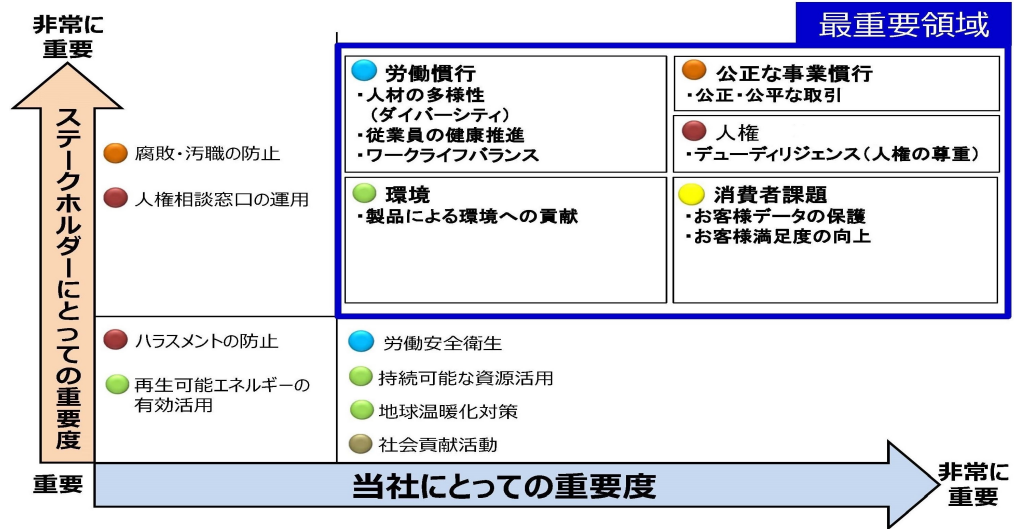 非常に
重要
最重要領域
ステークホルダーにとっての重要度
腐敗・汚職の防止
人権相談窓口の運用
労働慣行
・人材の多様性
（ダイバーシティ）
・従業員の健康推進
・ワークライフバランス
公正な事業慣行
・公正・公平な取引
人権
・デューディリジェンス（人権の尊重）
環境
・製品による環境への貢献
消費者課題
・お客様データの保護
・お客様満足度の向上
ハラスメントの防止
再生可能エネルギーの
有効活用
労働安全衛生
持続可能な資源活用
地球温暖化対策
社会貢献活動
重要
当社にとっての重要度
非常に
重要